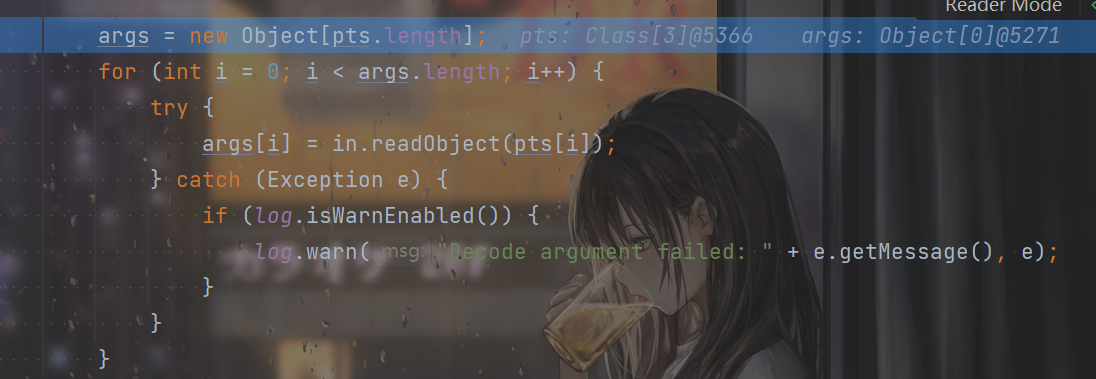 Reader Mode
args = new Object[pts.length];   pts: Class[3]@5366    args: Object[0]@5271
for (int i = 0; i < args.length; i++) {
    try {
        args[i] = in.readObject(pts[i]);
    } catch (Exception e) {
        if (log.isWarnEnabled()) {
            log.warn( msg: "Decode argument failed: " + e.getMessage(), e);
        }
    }
}